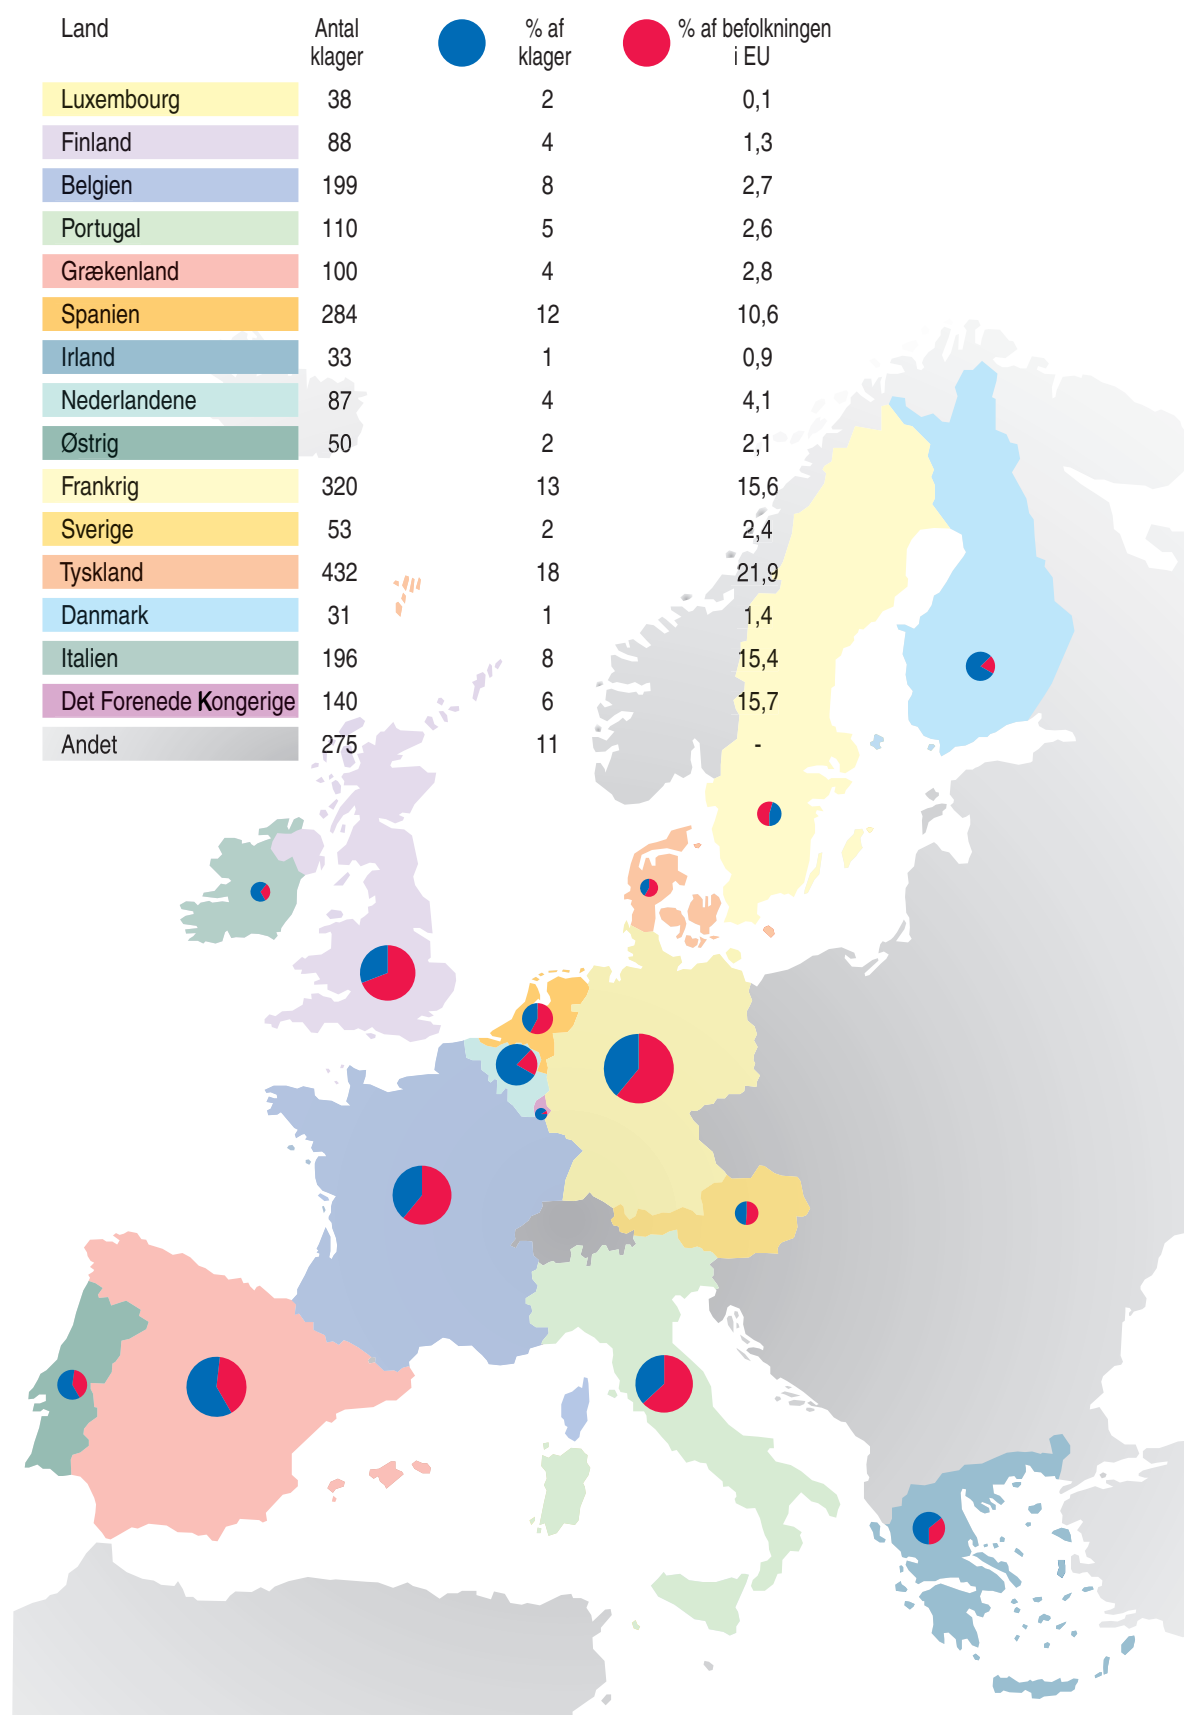 Land Antal klager % af klager % af befolkningen i EU
Luxembourg 38 2 0,1
Finland 88 4 1,3
Belgien 199 8 2,7
Portugal 110 5 2,6
Grækenland 100 4 2,8
Spanien 284 12 10,6
Irland 33 1 0,9
Nederlandene 87 4 4,1
Østrig 50 2 2,1
Frankrig 320 13 15,6
Sverige 53 2 2,4
Tyskland 432 18 21,9
Danmark 31 1 1,4
Italien 196 8 15,4
Det Forenede Kongerige 140 6 15,7
Andet 275 11 -